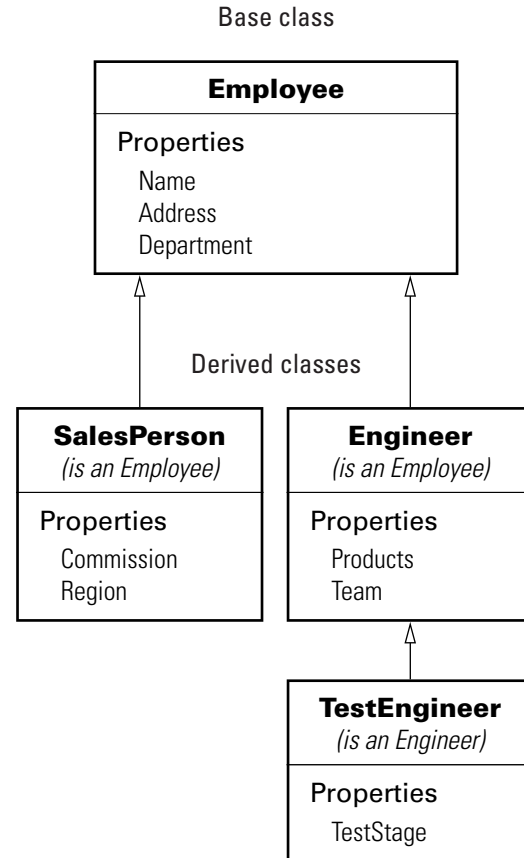 Base class
Employee
Properties
Name
Address
Department
Derived classes
SalesPerson
(is an Employee)
Properties
Commission
Region
Engineer
(is an Employee)
Properties
Products
Team
TestEngineer
(is an Engineer)
Properties
TestStage